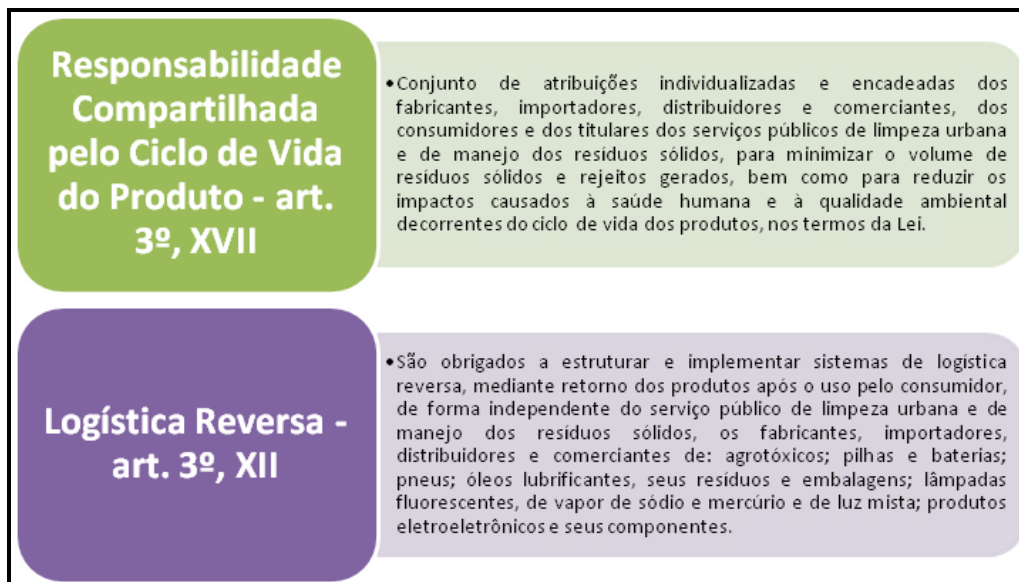 Responsabilidade
Compartilhada
pelo Ciclo de Vida
do Produto - art.
3º, XVII
•Conjunto de atribuições individualizadas e encadeadas dos
fabricantes, importadores, distribuidores e comerciantes, dos
consumidores e dos titulares dos serviços públicos de limpeza urbana
e de manejo dos resíduos sólidos, para minimizar o volume de
resíduos sólidos e rejeitos gerados, bem como para reduzir os
impactos causados à saúde humana e à qualidade ambiental
decorrentes do ciclo de vida dos produtos, nos termos da Lei.
Logística Reversa -
art. 3º, XII
•São obrigados a estruturar e implementar sistemas de logística
reversa, mediante retorno dos produtos após o uso pelo consumidor,
de forma independente do serviço público de limpeza urbana e de
manejo dos resíduos sólidos, os fabricantes, importadores,
distribuidores e comerciantes de: agrotóxicos; pilhas e baterias;
pneus; óleos lubrificantes, seus resíduos e embalagens; lâmpadas
fluorescentes, de vapor de sódio e mercúrio e de luz mista; produtos
eletroeletrônicos e seus componentes.